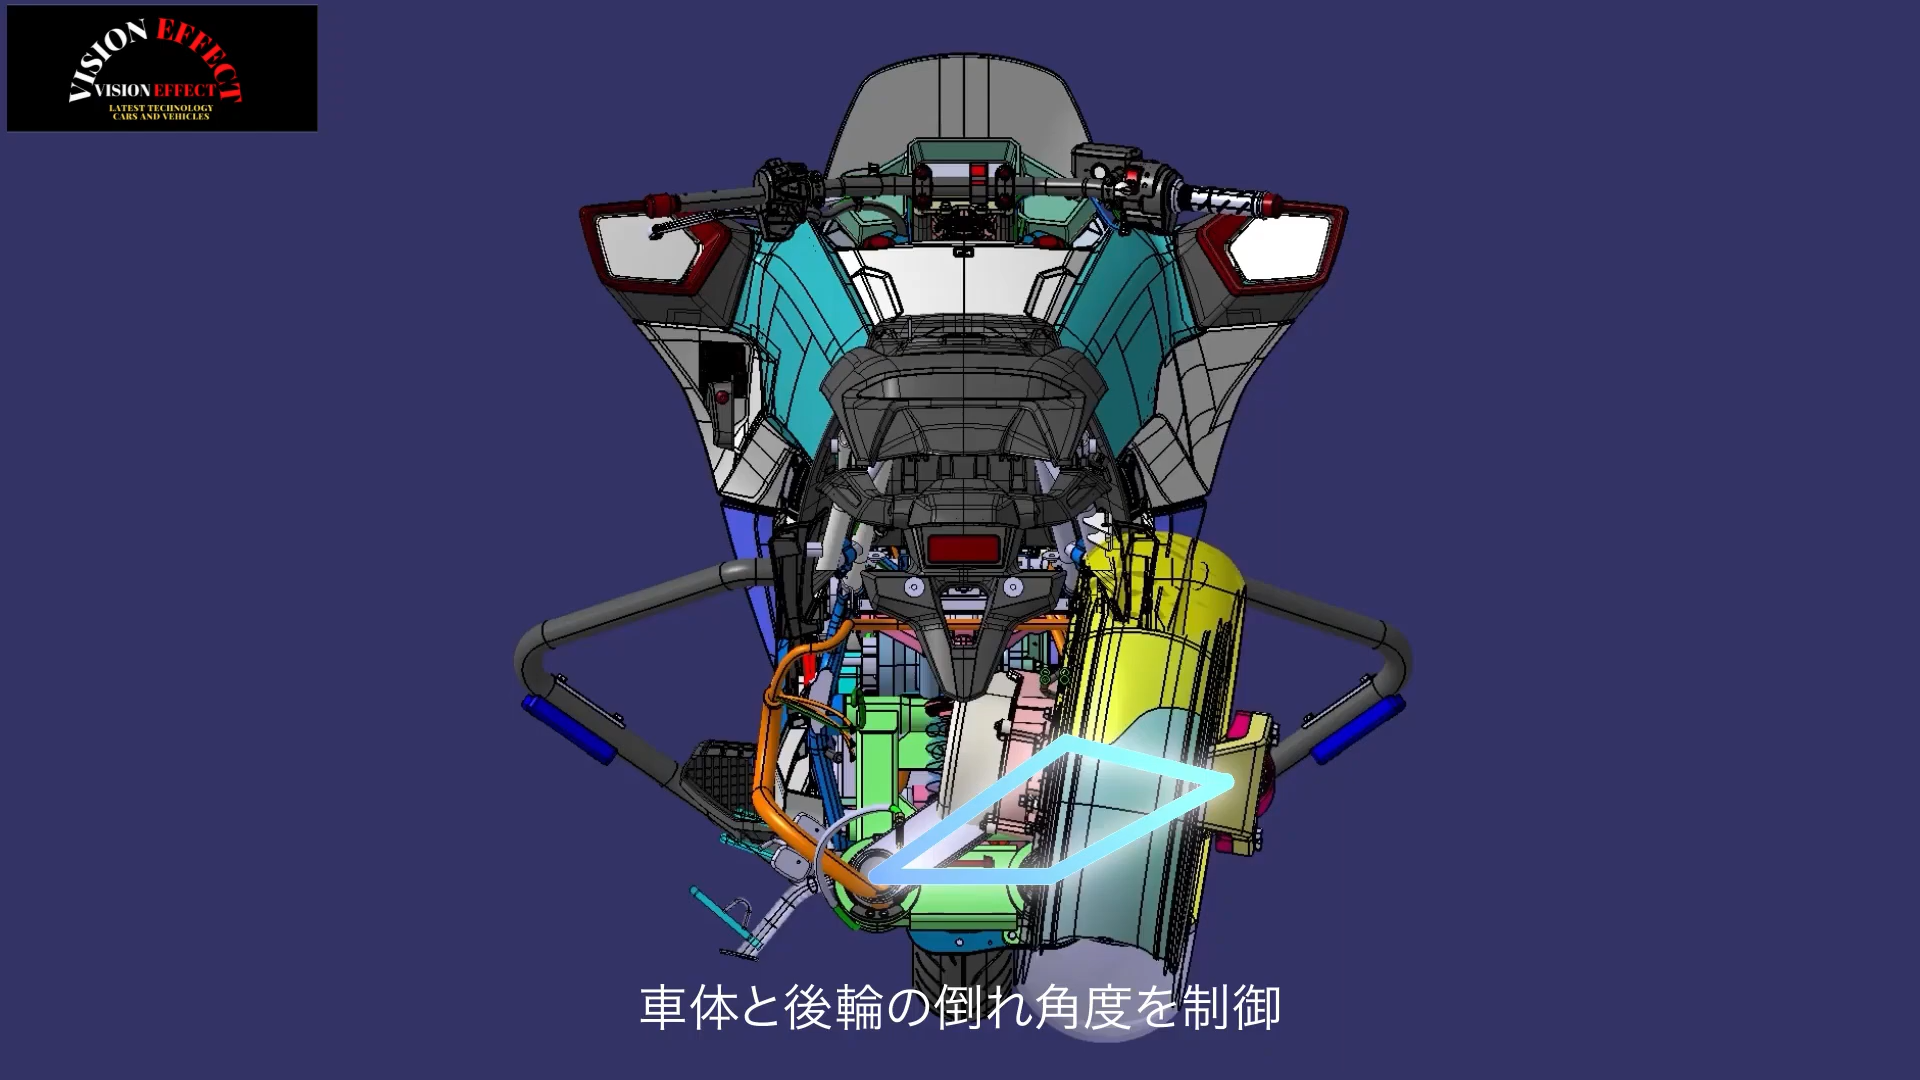 VISION EFFECT
VISION EFFECT
LATEST TECHNOLOGY
CARS AND VEHICLES
車体と後輪の倒れ角度を制御